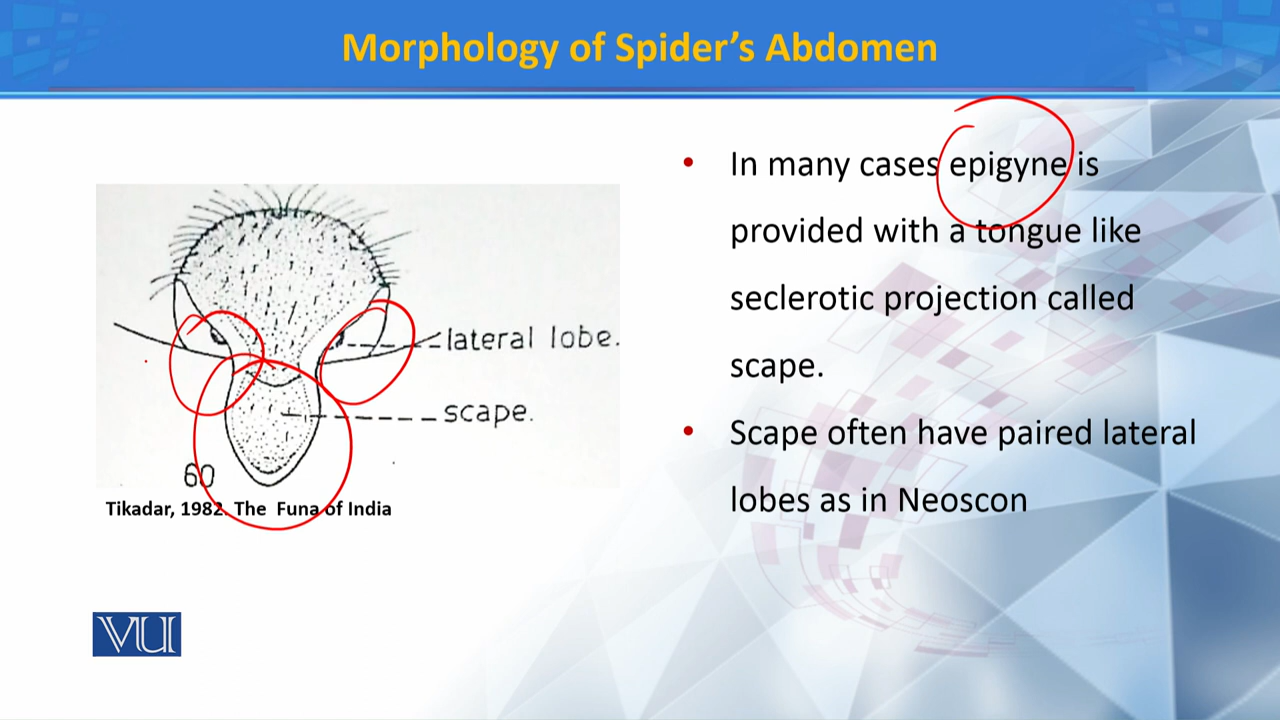 Morphology of Spider’s Abdomen
lateral lobe.
scape.
60
Tikadar, 1982. The Funa of India
• In many cases epigyne is
provided with a tongue like
seclerotic projection called
scape.
• Scape often have paired lateral
lobes as in Neoscon
VU